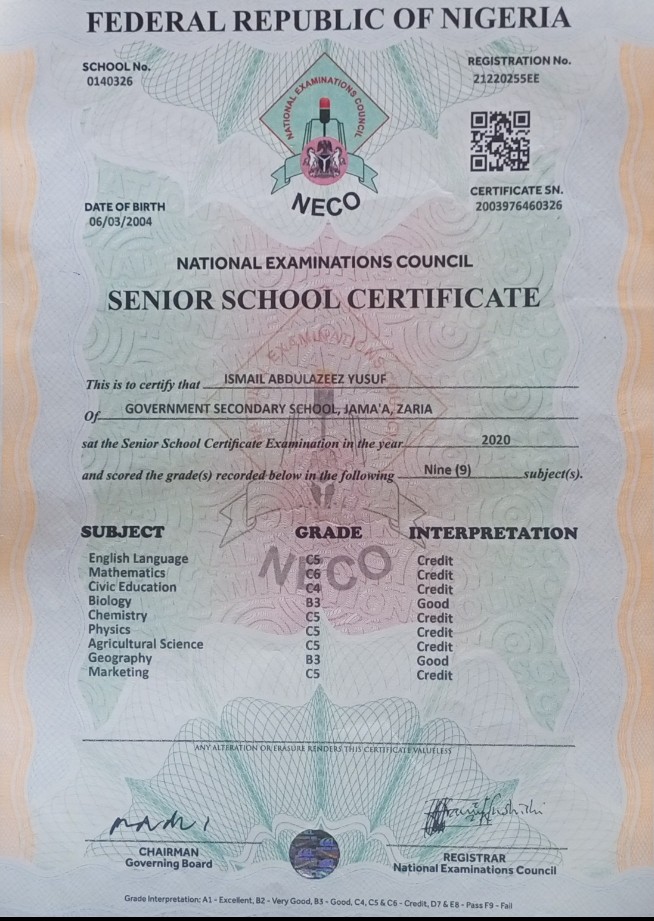 FEDERAL REPUBLIC OF NIGERIA
SCHOOL No.
0140326
REGISTRATION No.
21220255EE
NATIONAL EXAMINATIONS COUNCIL
NECO
DATE OF BIRTH
06/03/2004
CERTIFICATE SN.
2003976460326
NATIONAL EXAMINATIONS COUNCIL
SENIOR SCHOOL CERTIFICATE
This is to certify that ISMAIL ABDULAZEEZ YUSUF
Of GOVERNMENT SECONDARY SCHOOL, JAMA'A, ZARIA
sat the Senior School Certificate Examination in the year 2020
and scored the grade(s) recorded below in the following Nine (9) subject(s).
SUBJECT GRADE INTERPRETATION
English Language C5 Credit
Mathematics C6 Credit
Civic Education C4 Credit
Biology B3 Good
Chemistry C5 Credit
Physics C5 Credit
Agricultural Science C5 Credit
Geography B3 Good
Marketing C5 Credit
NECO
ANY ALTERATION OR ERASURE RENDERS THIS CERTIFICATE VALUELESS
CHAIRMAN
Governing Board
REGISTRAR
National Examinations Council
Grade Interpretation: A1 - Excellent, B2 - Very Good, B3 - Good, C4, C5 & C6 - Credit, D7 & E8 - Pass F9 - Fail